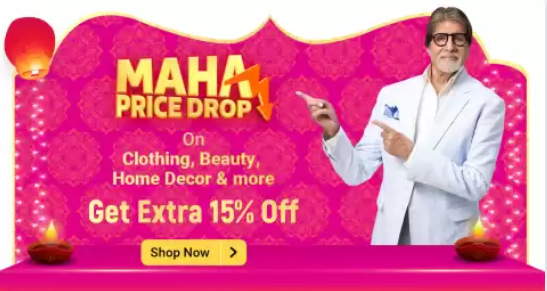 MAHA
PRICE DROP
On
Clothing, Beauty,
Home Decor & more
Get Extra 15% Off
Shop Now >